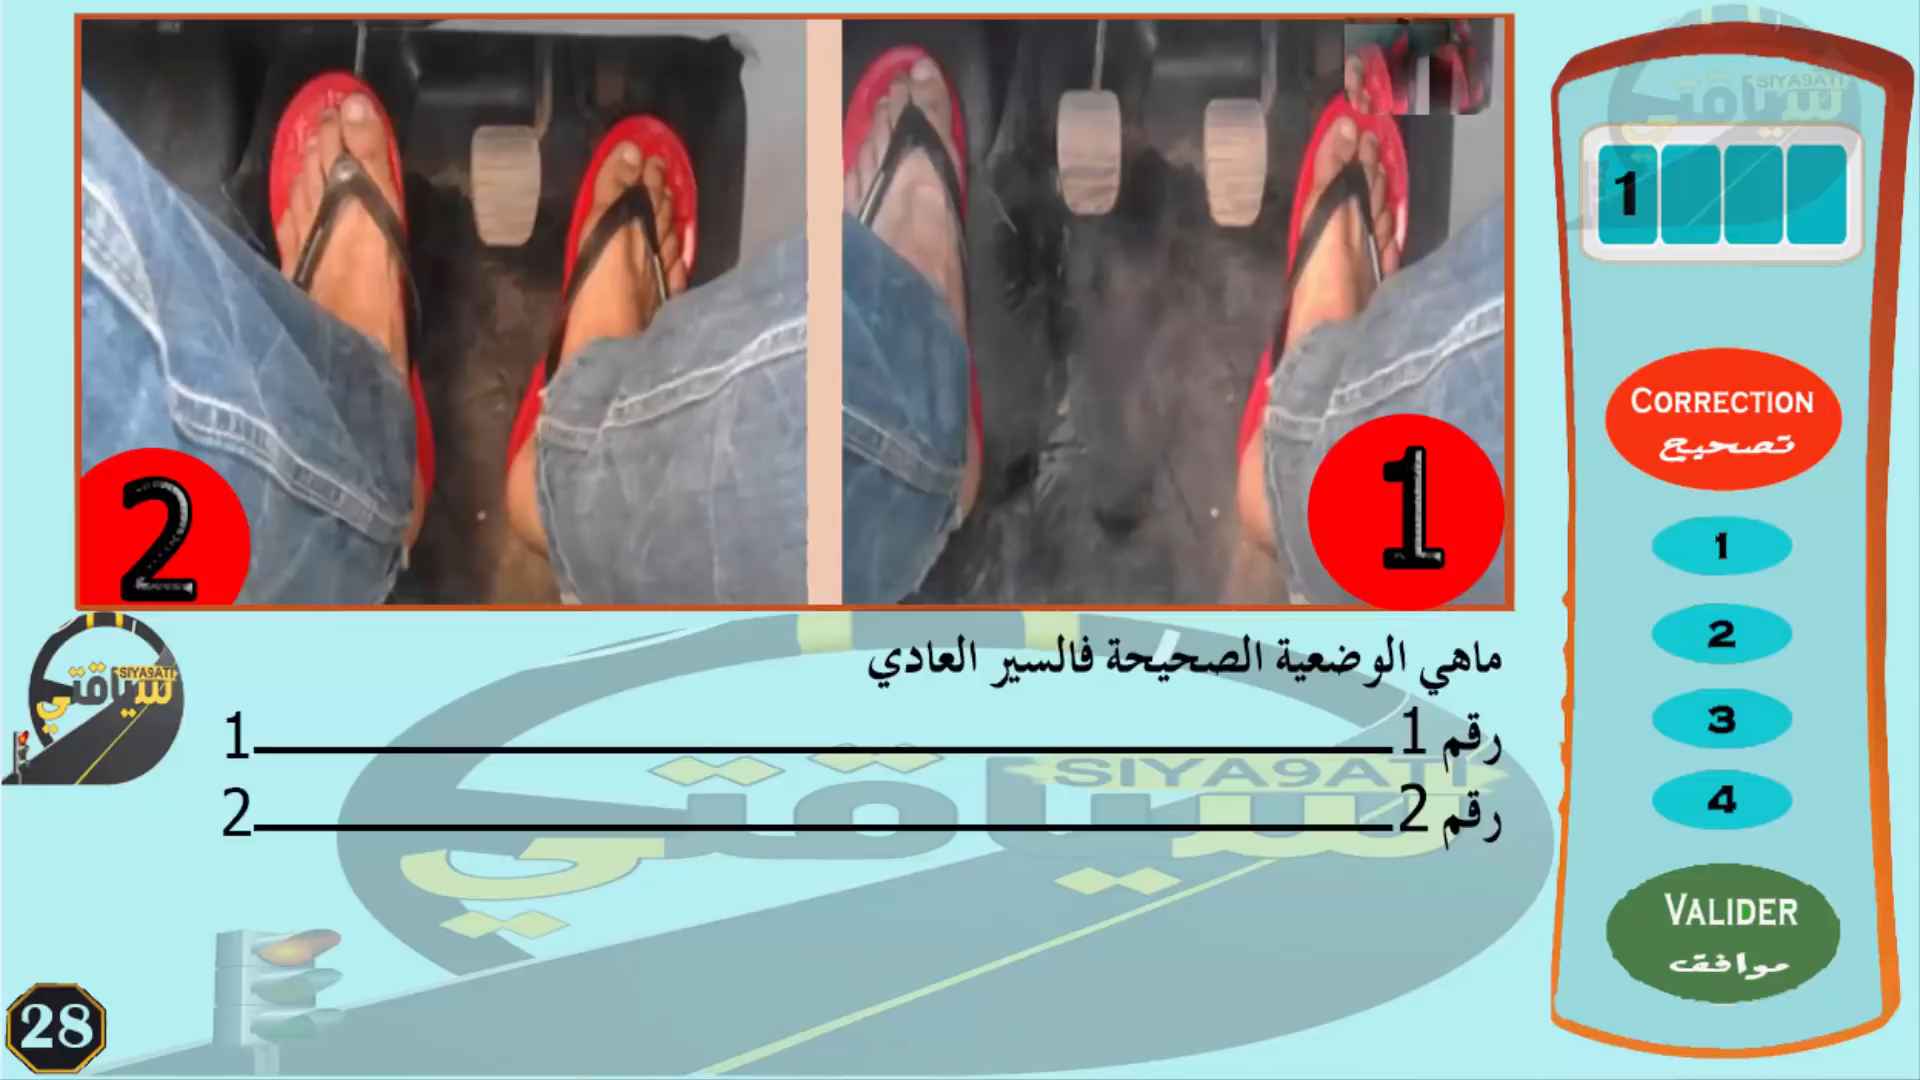 2
1
SIYA9ATI
سياقتي
1
CORRECTION
تصحيح
1
2
3
4
VALIDER
موافق
ماهي الوضعية الصحيحة فالسير العادي
رقم 1 1
رقم 2 2
SIYA9ATI
سياقتي
SIYA9ATI
سياقتي
28